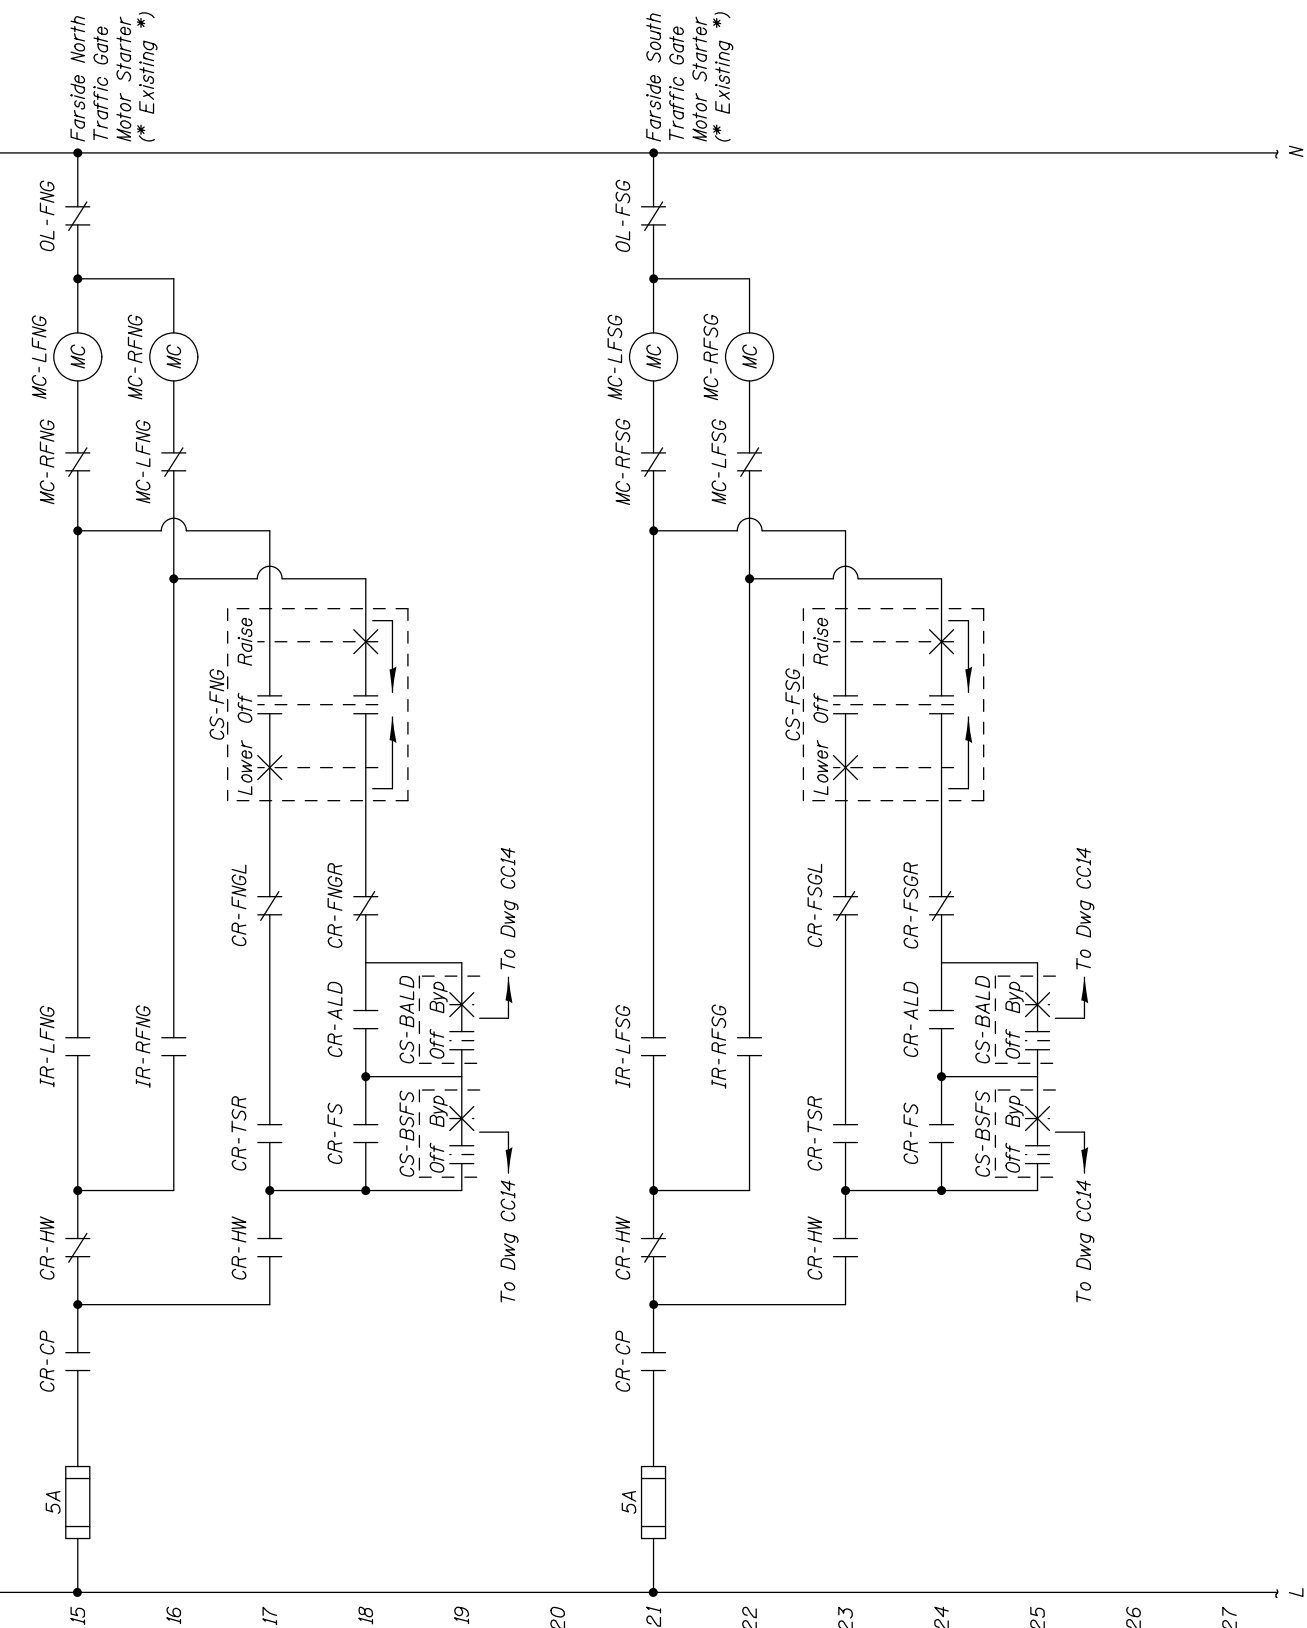 15
5A
CR-CP
CR-HW
IR-LFNG
MC-RFNG
MC-LFNG
MC
OL-FNG
Farside North
Traffic Gate
Motor Starter
(* Existing *)
16
IR-RFNG
MC-LFNG
MC-RFNG
MC
17
CR-HW
CR-TSR
CR-FNGL
CS-FNG
Lower Off Raise
18
CR-FS
CR-ALD
CR-FNGR
19
CS-BSFS
Off Byp
CS-BALD
Off Byp
To Dwg CC14
To Dwg CC14
20
21
5A
CR-CP
CR-HW
IR-LFSG
MC-RFSG
MC-LFSG
MC
OL-FSG
Farside South
Traffic Gate
Motor Starter
(* Existing *)
22
IR-RFSG
MC-LFSG
MC-RFSG
MC
23
CR-HW
CR-TSR
CR-FSGL
CS-FSG
Lower Off Raise
24
CR-FS
CR-ALD
CR-FSGR
25
CS-BSFS
Off Byp
CS-BALD
Off Byp
To Dwg CC14
To Dwg CC14
26
27
L
N